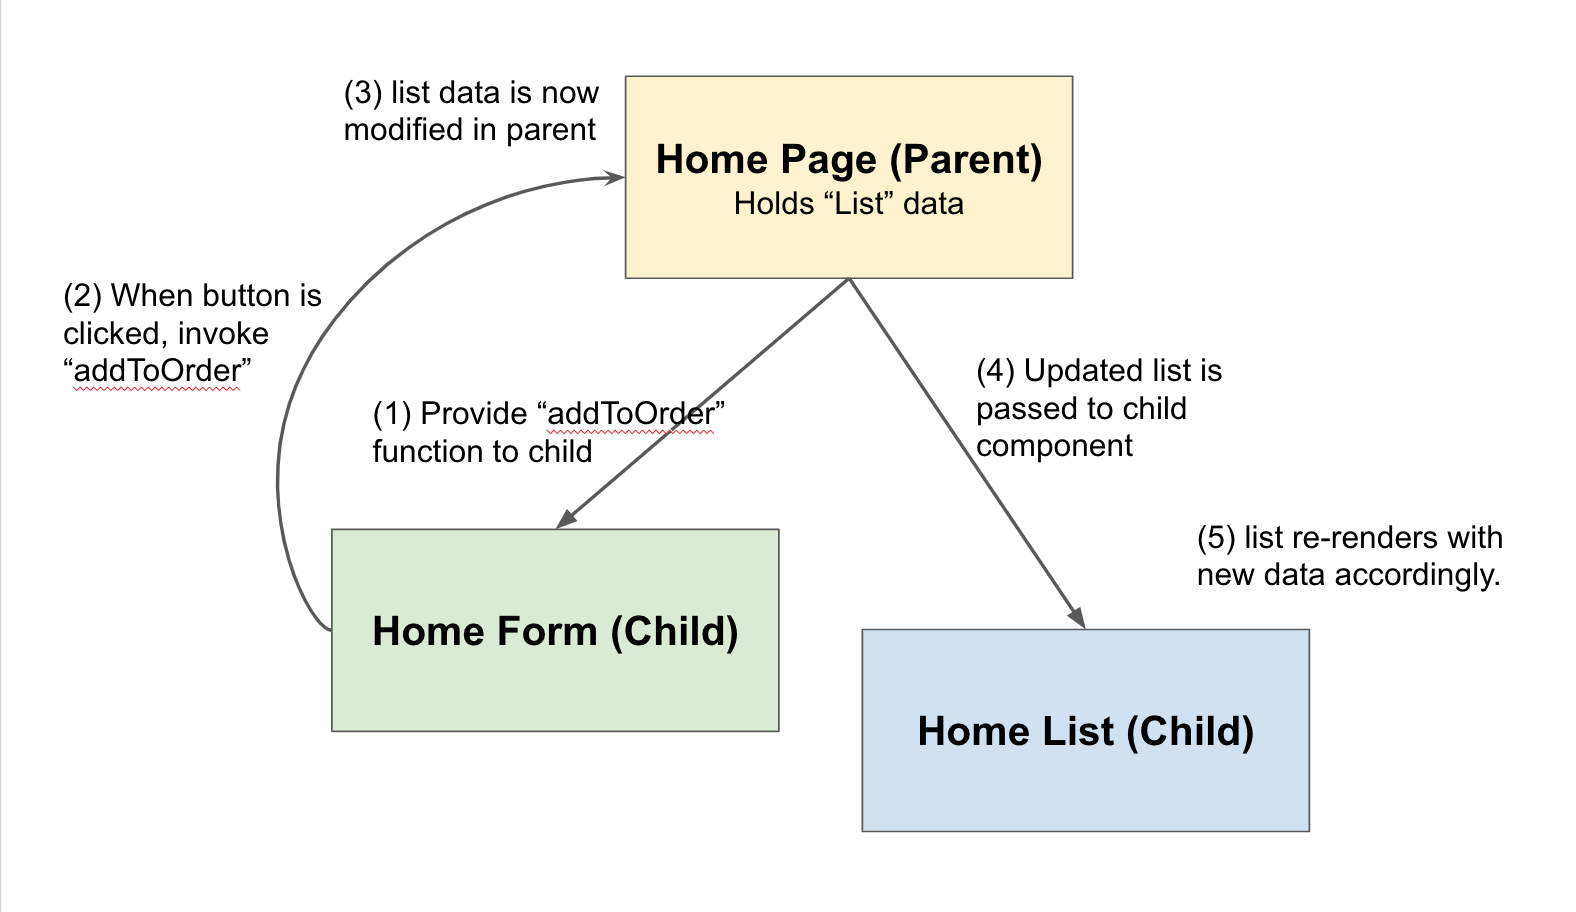 (3) list data is now
modified in parent
Home Page (Parent)
Holds “List” data
(2) When button is
clicked, invoke
“addToOrder”
(1) Provide “addToOrder”
function to child
(4) Updated list is
passed to child
component
(5) list re-renders with
new data accordingly.
Home Form (Child)
Home List (Child)